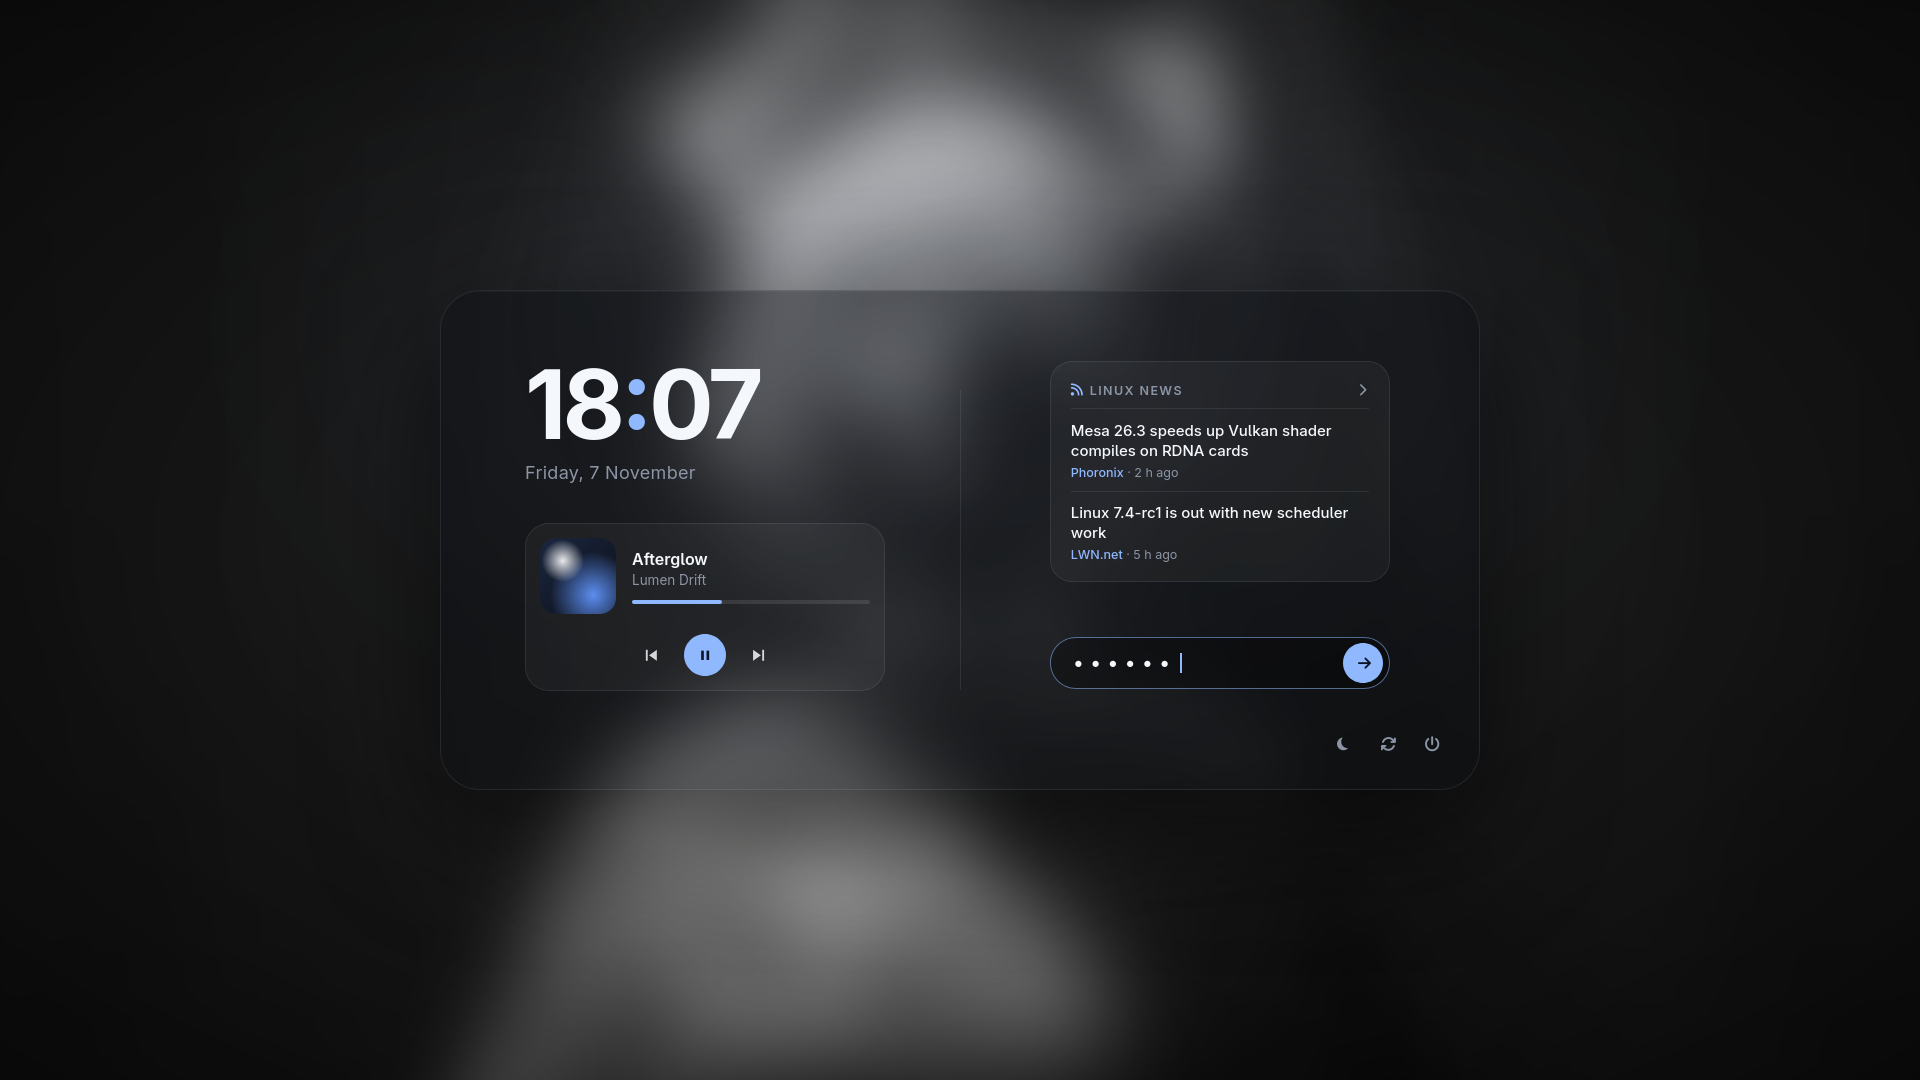 18:07
Friday, 7 November
Afterglow
Lumen Drift
LINUX NEWS
Mesa 26.3 speeds up Vulkan shader
compiles on RDNA cards
Phoronix · 2 h ago
Linux 7.4-rc1 is out with new scheduler
work
LWN.net · 5 h ago